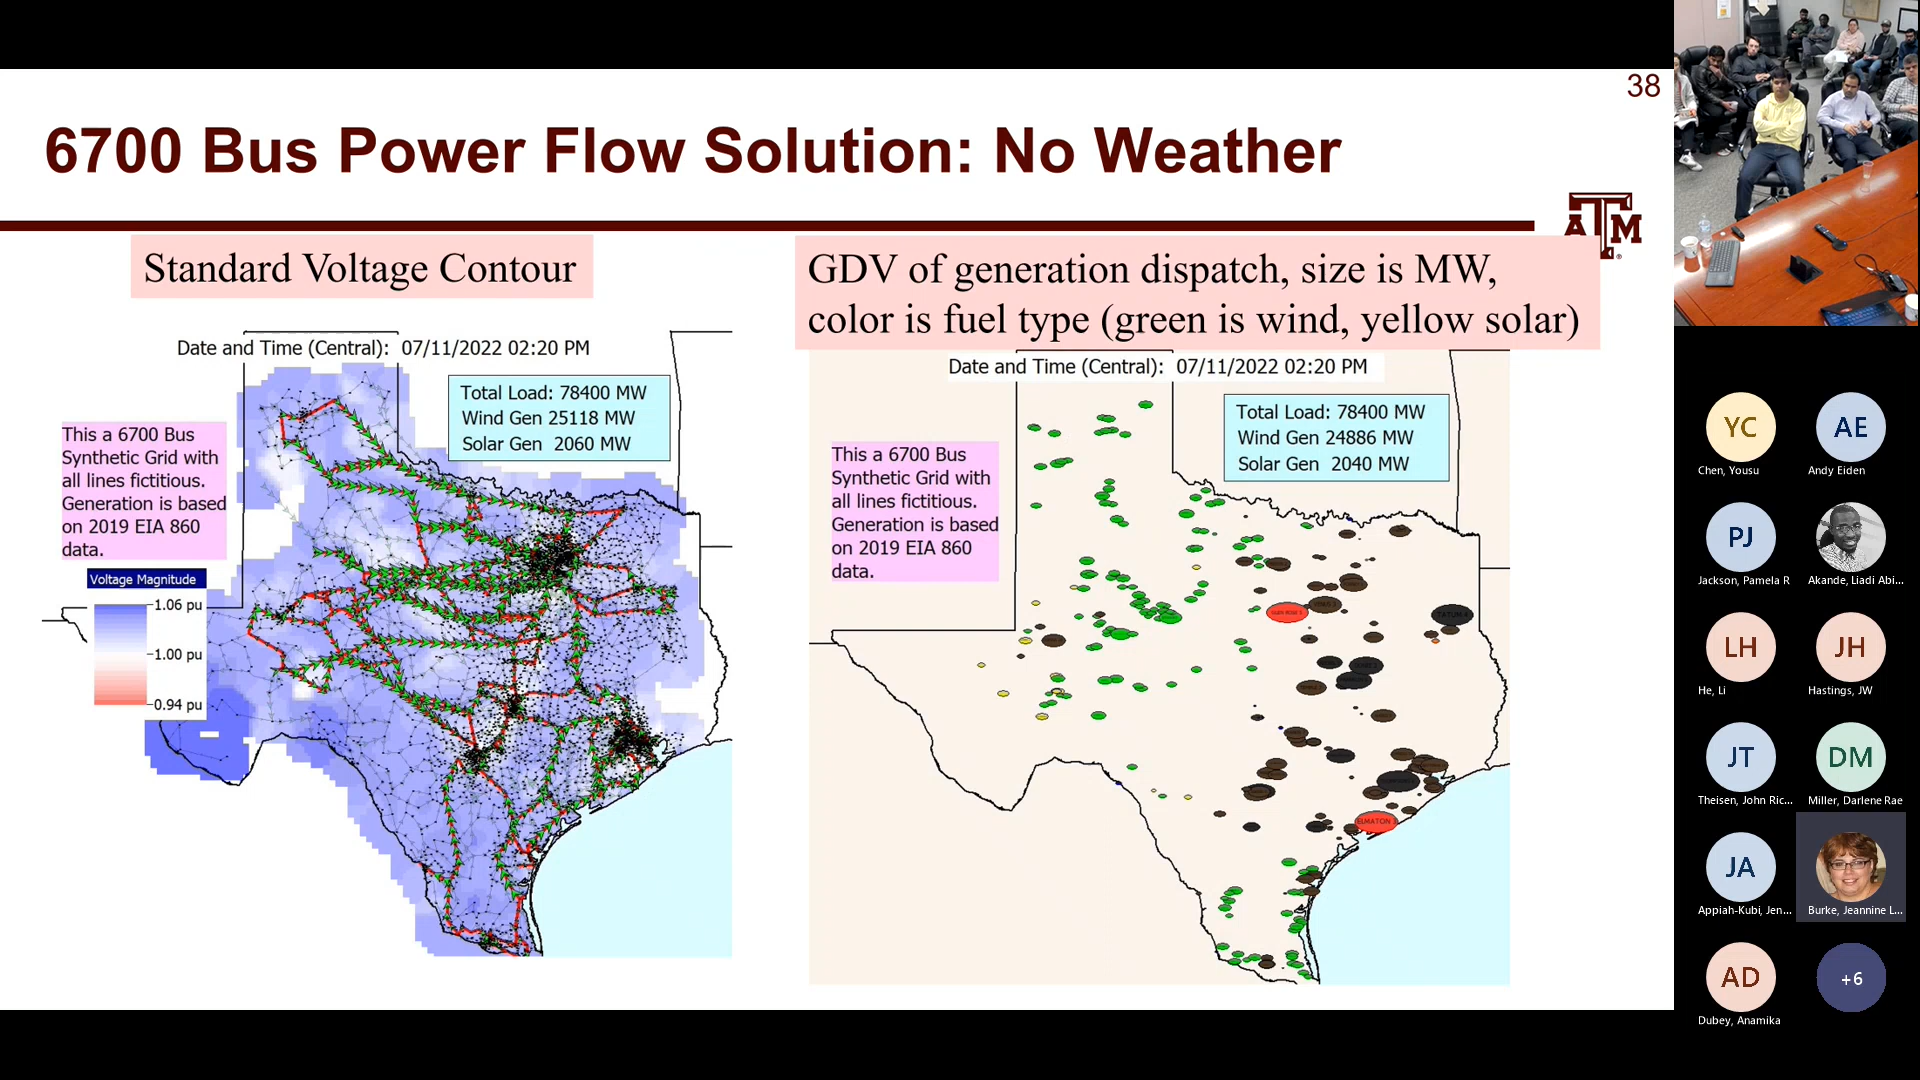 38
6700 Bus Power Flow Solution: No Weather
ATM
Standard Voltage Contour
Date and Time (Central): 07/11/2022 02:20 PM
Total Load: 78400 MW
Wind Gen 25118 MW
Solar Gen 2060 MW
This a 6700 Bus
Synthetic Grid with
all lines fictitious.
Generation is based
on 2019 EIA 860
data.
Voltage Magnitude
1.06 pu
1.00 pu
0.94 pu
GDV of generation dispatch, size is MW,
color is fuel type (green is wind, yellow solar)
Date and Time (Central): 07/11/2022 02:20 PM
Total Load: 78400 MW
Wind Gen 24886 MW
Solar Gen 2040 MW
This a 6700 Bus
Synthetic Grid with
all lines fictitious.
Generation is based
on 2019 EIA 860
data.
ELMATON
YC
Chen, Yousu
AE
Andy Eiden
PJ
Jackson, Pamela R
Akande, Liadi Abi...
LH
He, Li
JH
Hastings, JW
JT
Theisen, John Ric...
DM
Miller, Darlene Rae
JA
Appiah-Kubi, Jen...
Burke, Jeannine L...
AD
Dubey, Anamika
+6